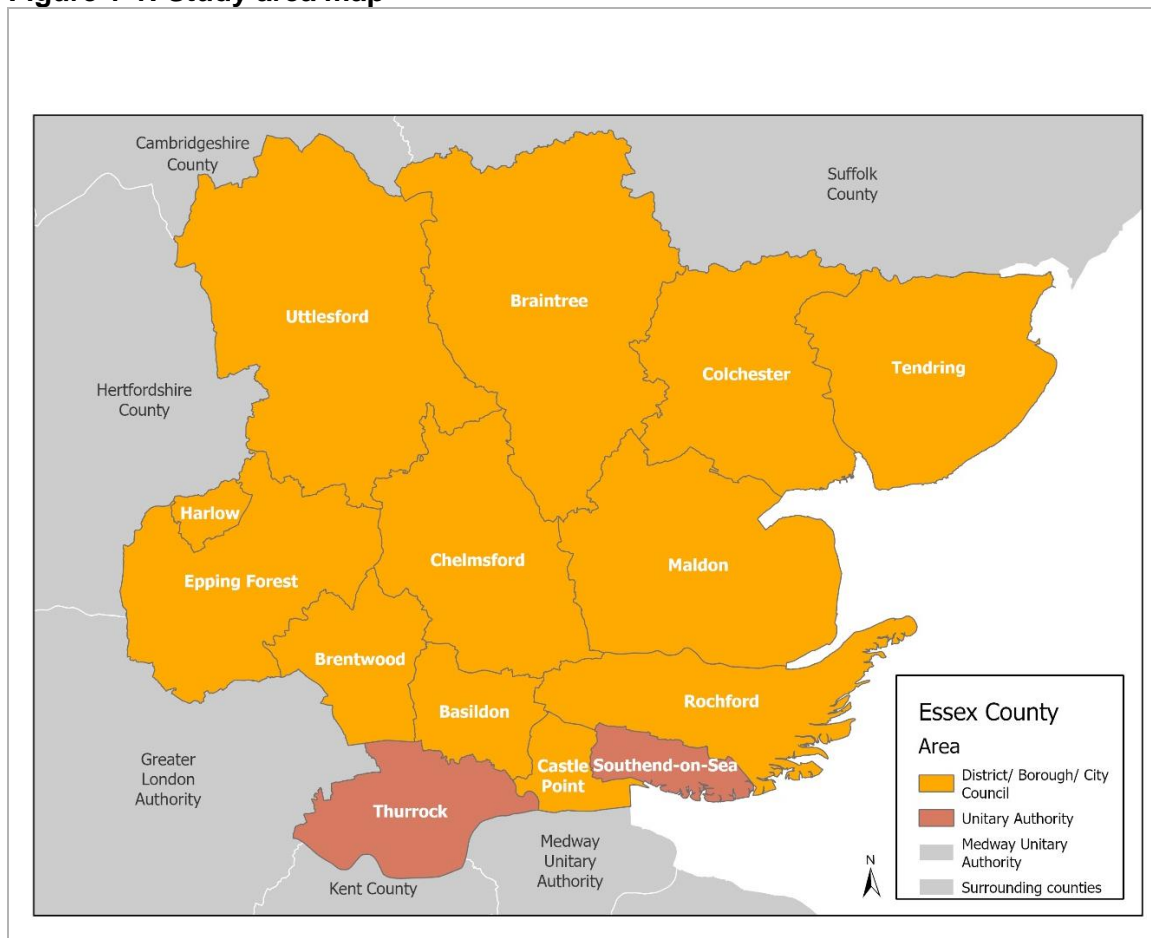 Figure 1-1: Study area map
Cambridgeshire
County
Suffolk
County
Uttlesford
Braintree
Colchester
Tendring
Hertfordshire
County
Harlow
Epping Forest
Chelmsford
Maldon
Brentwood
Basildon
Rochford
Castle
Point
Southend-on-Sea
Thurrock
Greater
London
Authority
Medway
Unitary
Authority
Kent County
N
Essex County
Area
District/ Borough/ City
Council
Unitary Authority
Medway Unitary
Authority
Surrounding counties